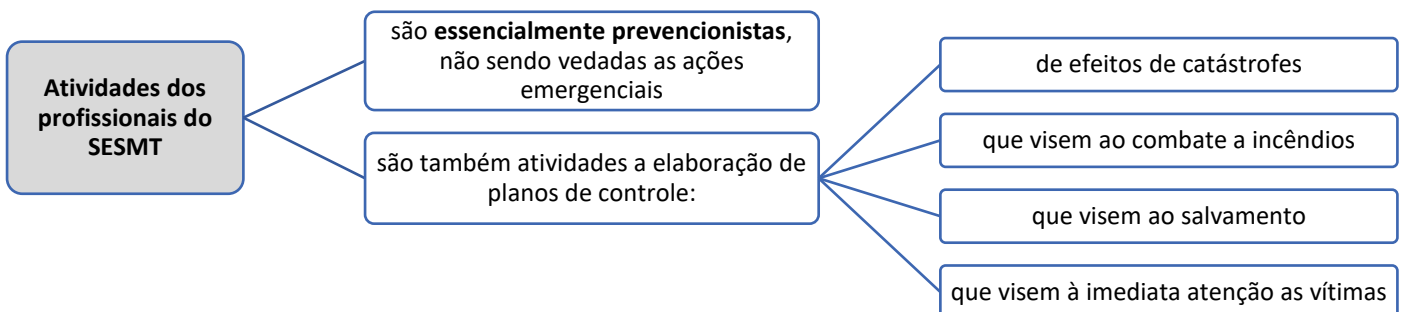 Atividades dos
profissionais do
SESMT
são essencialmente prevencionistas,
não sendo vedadas as ações
emergenciais
são também atividades a elaboração de
planos de controle:
de efeitos de catástrofes
que visem ao combate a incêndios
que visem ao salvamento
que visem à imediata atenção as vítimas